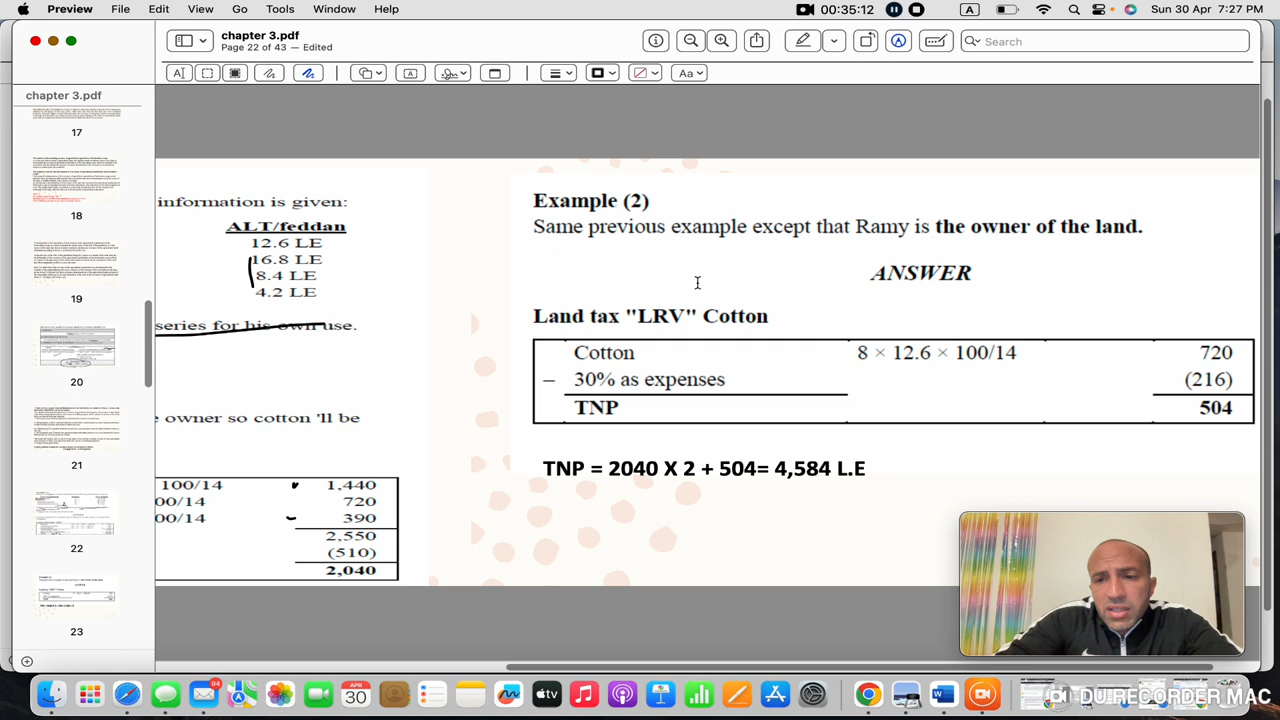 Preview File Edit View Go Tools Window Help 00:35:12 A Sun 30 Apr 7:27 PM
chapter 3.pdf
Page 22 of 43 — Edited
Search
chapter 3.pdf
17
18
19
20
21
22
23
information is given:
ALT/feddan
12.6 LE
16.8 LE
8.4 LE
4.2 LE
series for his own use.
e owner of cotton 'll be
100/14 1,440
00/14 720
00/14 390
2,550
(510)
2,040
Example (2)
Same previous example except that Ramy is the owner of the land.
ANSWER
Land tax "LRV" Cotton
Cotton 8 × 12.6 × 100/14 720
– 30% as expenses (216)
TNP 504
TNP = 2040 X 2 + 504= 4,584 L.E
94
APR
30
tv
DU RECORDER MAC